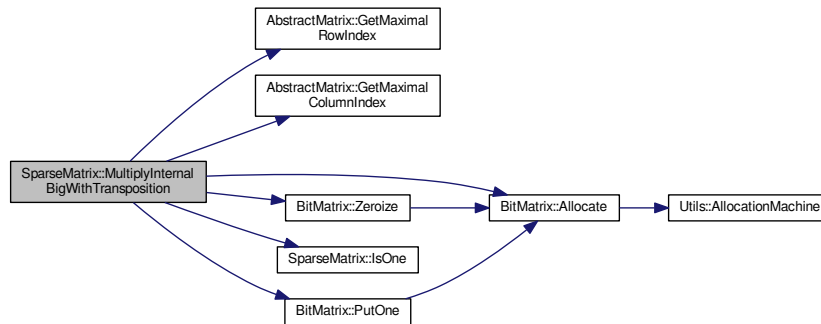 AbstractMatrix::GetMaximal
RowIndex
AbstractMatrix::GetMaximal
ColumnIndex
SparseMatrix::MultiplyInternal
BigWithTransposition
BitMatrix::Zeroize
BitMatrix::Allocate
Utils::AllocationMachine
SparseMatrix::IsOne
BitMatrix::PutOne